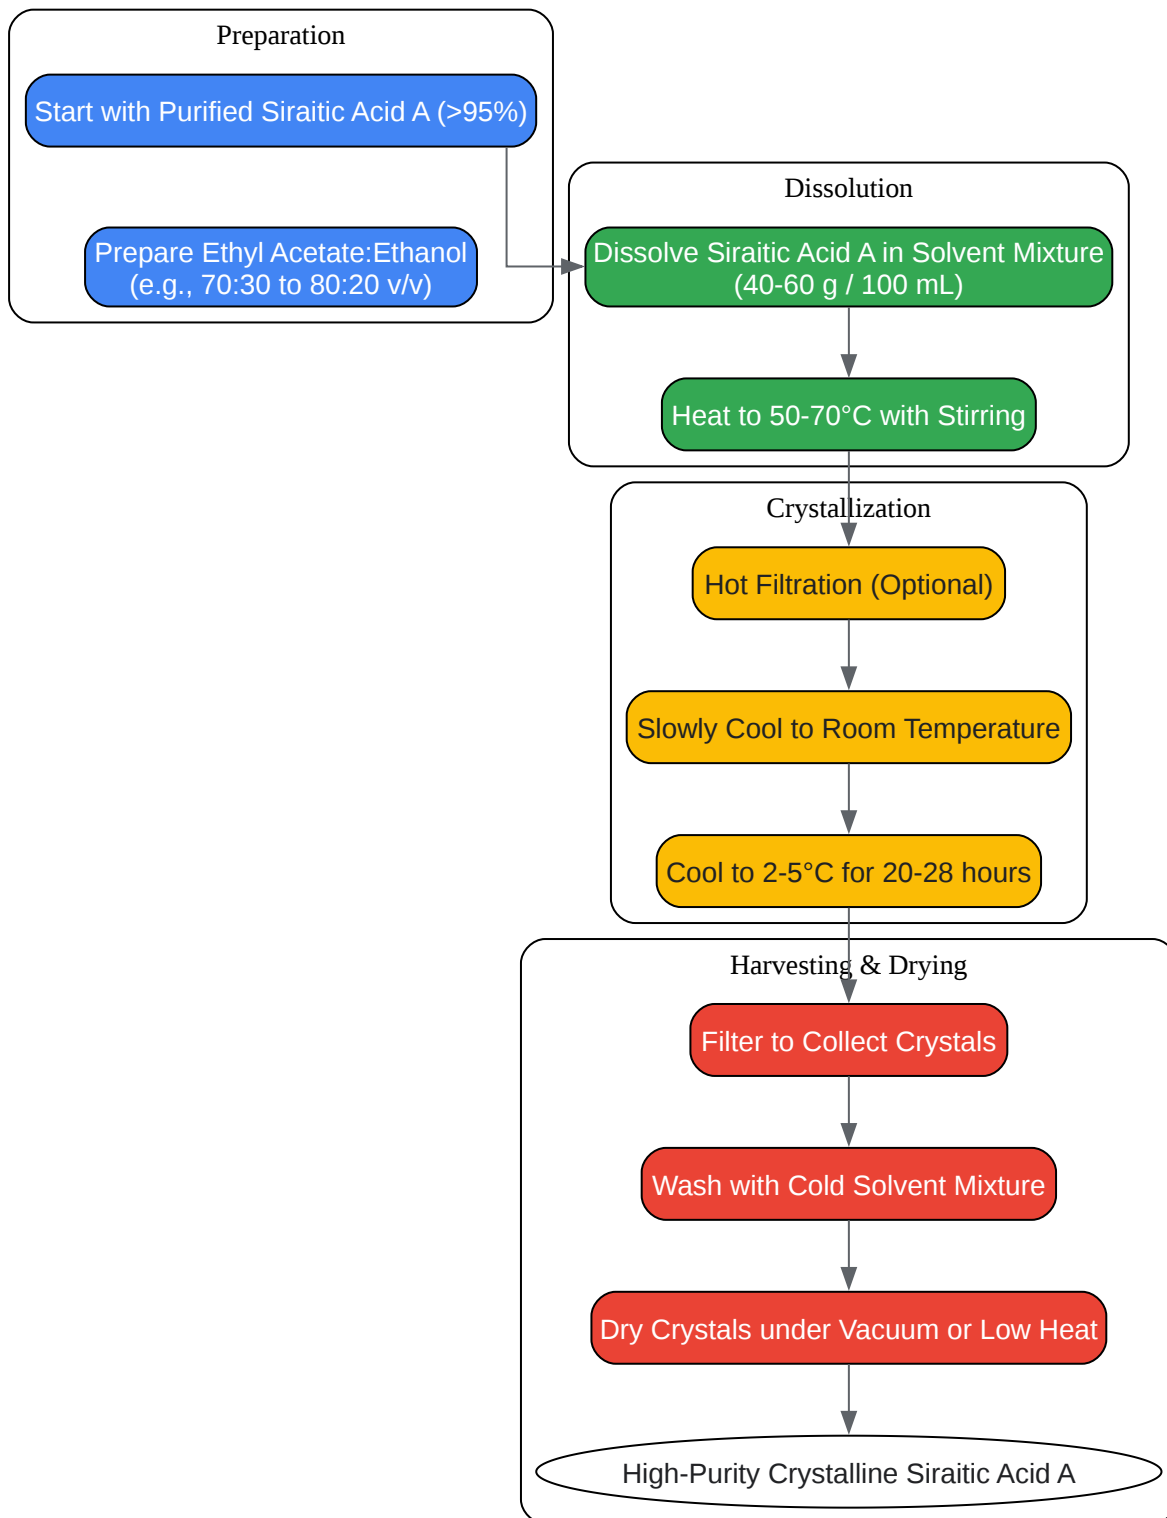 Preparation
Start with Purified Siraitic Acid A (>95%)
Prepare Ethyl Acetate:Ethanol
(e.g., 70:30 to 80:20 v/v)
Dissolution
Dissolve Siraitic Acid A in Solvent Mixture
(40-60 g / 100 mL)
Heat to 50-70°C with Stirring
Crystallization
Hot Filtration (Optional)
Slowly Cool to Room Temperature
Cool to 2-5°C for 20-28 hours
Harvesting & Drying
Filter to Collect Crystals
Wash with Cold Solvent Mixture
Dry Crystals under Vacuum or Low Heat
High-Purity Crystalline Siraitic Acid A